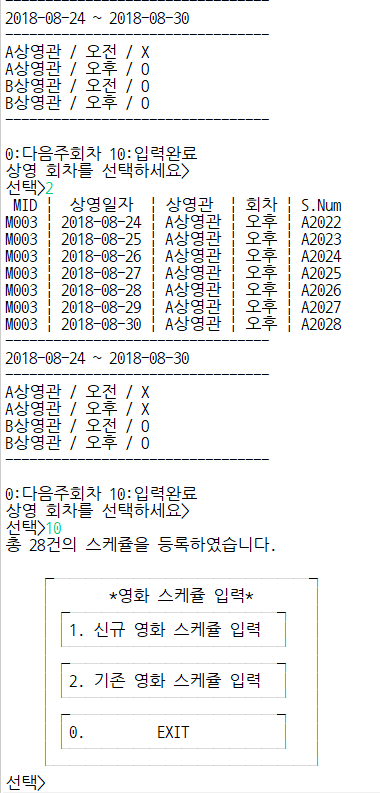 ---------------------------------
2018-08-24 ~ 2018-08-30
---------------------------------
A상영관 / 오전 / X
A상영관 / 오후 / O
B상영관 / 오전 / O
B상영관 / 오후 / O
---------------------------------
0:다음주회차 10:입력완료
상영 회차를 선택하세요>
선택>2
MID ¦ 상영일자 ¦ 상영관 ¦ 회차 ¦ S.Num
M003 ¦ 2018-08-24 ¦ A상영관 ¦ 오후 ¦ A2022
M003 ¦ 2018-08-25 ¦ A상영관 ¦ 오후 ¦ A2023
M003 ¦ 2018-08-26 ¦ A상영관 ¦ 오후 ¦ A2024
M003 ¦ 2018-08-27 ¦ A상영관 ¦ 오후 ¦ A2025
M003 ¦ 2018-08-28 ¦ A상영관 ¦ 오후 ¦ A2026
M003 ¦ 2018-08-29 ¦ A상영관 ¦ 오후 ¦ A2027
M003 ¦ 2018-08-30 ¦ A상영관 ¦ 오후 ¦ A2028
---------------------------------
2018-08-24 ~ 2018-08-30
---------------------------------
A상영관 / 오전 / X
A상영관 / 오후 / X
B상영관 / 오전 / O
B상영관 / 오후 / O
---------------------------------
0:다음주회차 10:입력완료
상영 회차를 선택하세요>
선택>10
총 28건의 스케쥴을 등록하였습니다.
*영화 스케쥴 입력*
1. 신규 영화 스케쥴 입력
2. 기존 영화 스케쥴 입력
0. EXIT
선택>